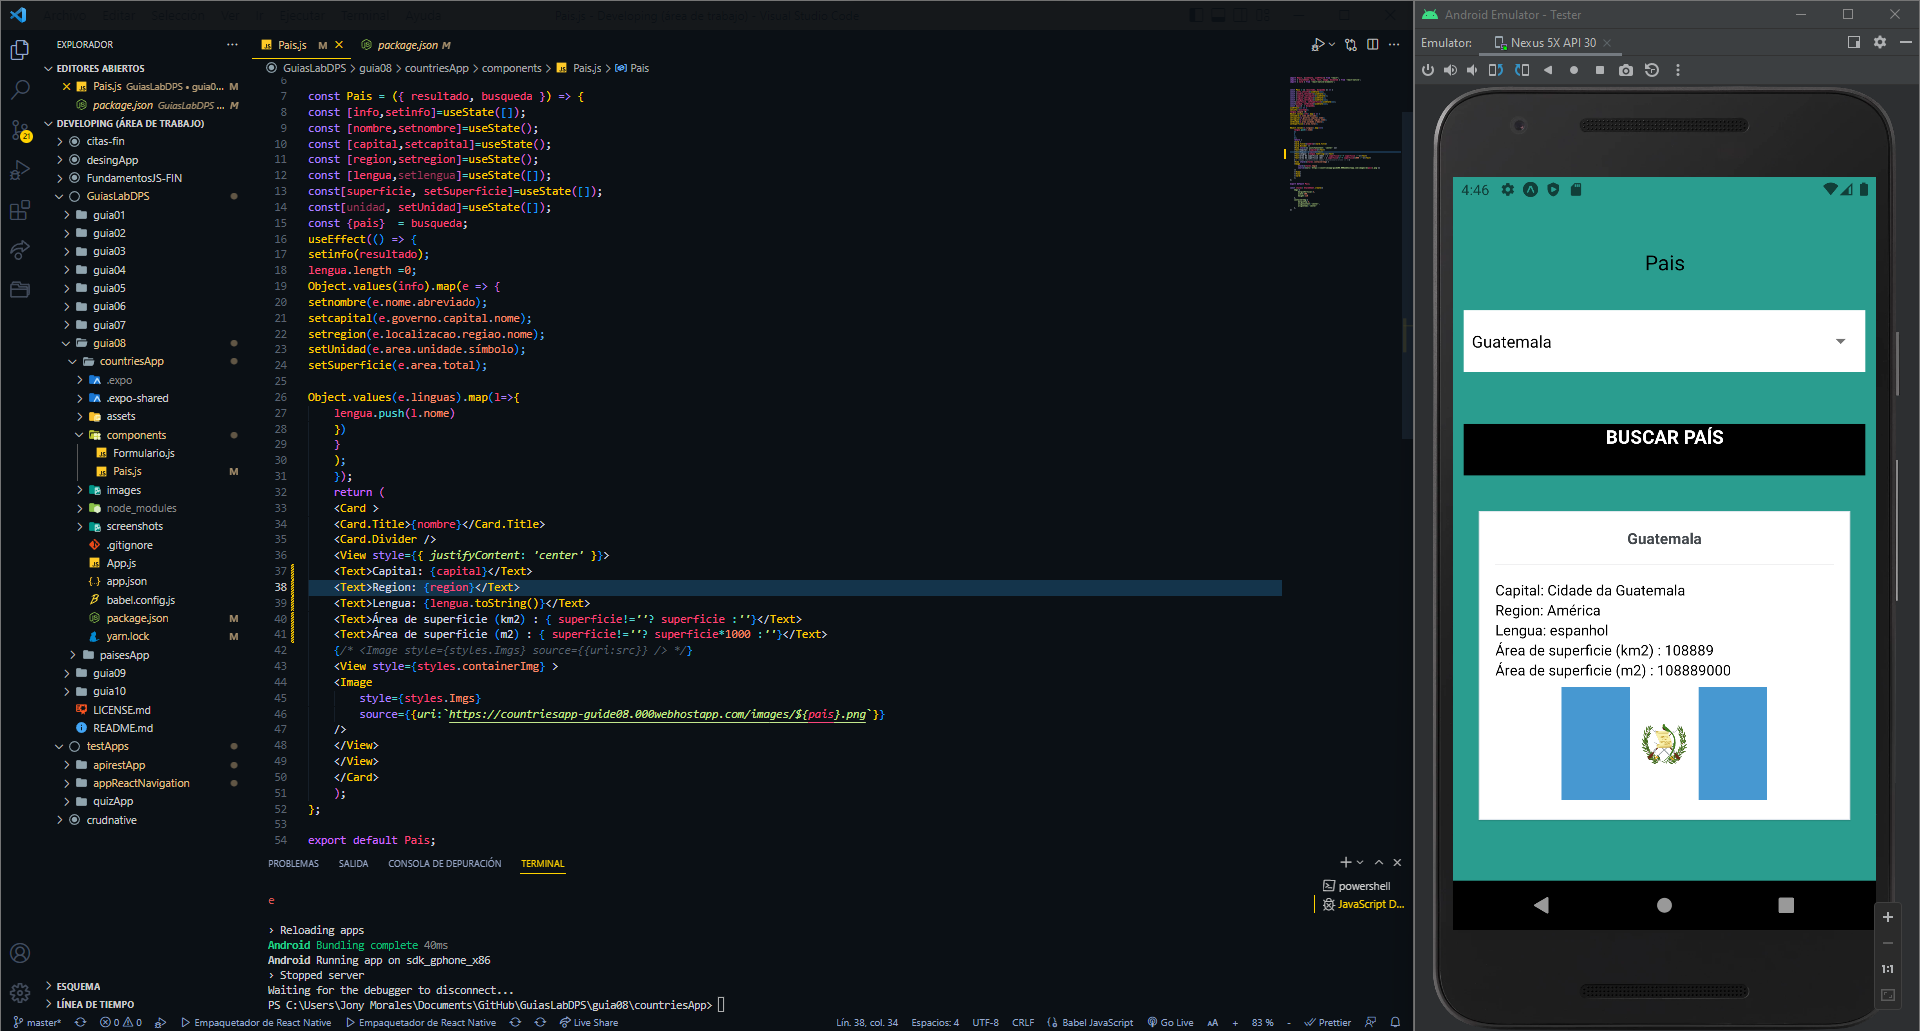 EXPLORADOR
EDITORES ABIERTOS
Pais.js GuiasLabDPS • guia0... M
package.json GuiasLabDPS ... M
DEVELOPING (ÁREA DE TRABAJO)
citas-fin
desingApp
FundamentosJS-FIN
GuiasLabDPS
guia01
guia02
guia03
guia04
guia05
guia06
guia07
guia08
countriesApp
.expo
.expo-shared
assets
components
Formulario.js
Pais.js M
images
node_modules
screenshots
.gitignore
App.js
app.json
babel.config.js
package.json M
yarn.lock M
paisesApp
guia09
guia10
LICENSE.md
README.md
testApps
apirestApp
appReactNavigation
quizApp
crudnative
ESQUEMA
LÍNEA DE TIEMPO
21
Pais.js M
package.json M
GuiasLabDPS > guia08 > countriesApp > components > Pais.js > Pais
6
7 const Pais = ({ resultado, busqueda }) => {
8 const [info,setinfo]=useState([]);
9 const [nombre,setnombre]=useState();
10 const [capital,setcapital]=useState();
11 const [region,setregion]=useState();
12 const [lengua,setlengua]=useState([]);
13 const[superficie, setSuperficie]=useState([]);
14 const[unidad, setUnidad]=useState([]);
15 const {pais}  = busqueda;
16 useEffect(() => {
17 setinfo(resultado);
18 lengua.length =0;
19 Object.values(info).map(e => {
20 setnombre(e.nome.abreviado);
21 setcapital(e.governo.capital.nome);
22 setregion(e.localizacao.regiao.nome);
23 setUnidad(e.area.unidade.símbolo);
24 setSuperficie(e.area.total);
25
26 Object.values(e.linguas).map(l=>{
27 lengua.push(l.nome)
28 })
29 }
30 );
31 });
32 return (
33 <Card >
34 <Card.Title>{nombre}</Card.Title>
35 <Card.Divider />
36 <View style={{ justifyContent: 'center' }}>
37 <Text>Capital: {capital}</Text>
38 <Text>Region: {region}</Text>
39 <Text>Lengua: {lengua.toString()}</Text>
40 <Text>Área de superficie (km2) : { superficie!=''? superficie :''}</Text>
41 <Text>Área de superficie (m2) : { superficie!=''? superficie*1000 :''}</Text>
42 {/* <Image style={styles.Imgs} source={{uri:src}} /> */}
43 <View style={styles.containerImg} >
44 <Image
45 style={styles.Imgs}
46 source={{uri:`https://countriesapp-guide08.000webhostapp.com/images/${pais}.png`}}
47 />
48 </View>
49 </View>
50 </Card>
51 );
52 };
53
54 export default Pais;
PROBLEMAS SALIDA CONSOLA DE DEPURACIÓN TERMINAL
powershell
JavaScript D...
e
› Reloading apps
Android Bundling complete 40ms
Android Running app on sdk_gphone_x86
› Stopped server
Waiting for the debugger to disconnect...
PS C:\Users\Jony Morales\Documents\GitHub\GuiasLabDPS\guia08\countriesApp>
master* 0 0 Empaquetador de React Native Empaquetador de React Native Live Share Lín. 38, col. 34 Espacios: 4 UTF-8 CRLF Babel JavaScript Go Live AA + 83 % - Prettier
Android Emulator - Tester
Emulator: Nexus 5X API 30
4:46
Pais
Guatemala
BUSCAR PAÍS
Guatemala
Capital: Cidade da Guatemala
Region: América
Lengua: espanhol
Área de superficie (km2) : 108889
Área de superficie (m2) : 108889000
1:1